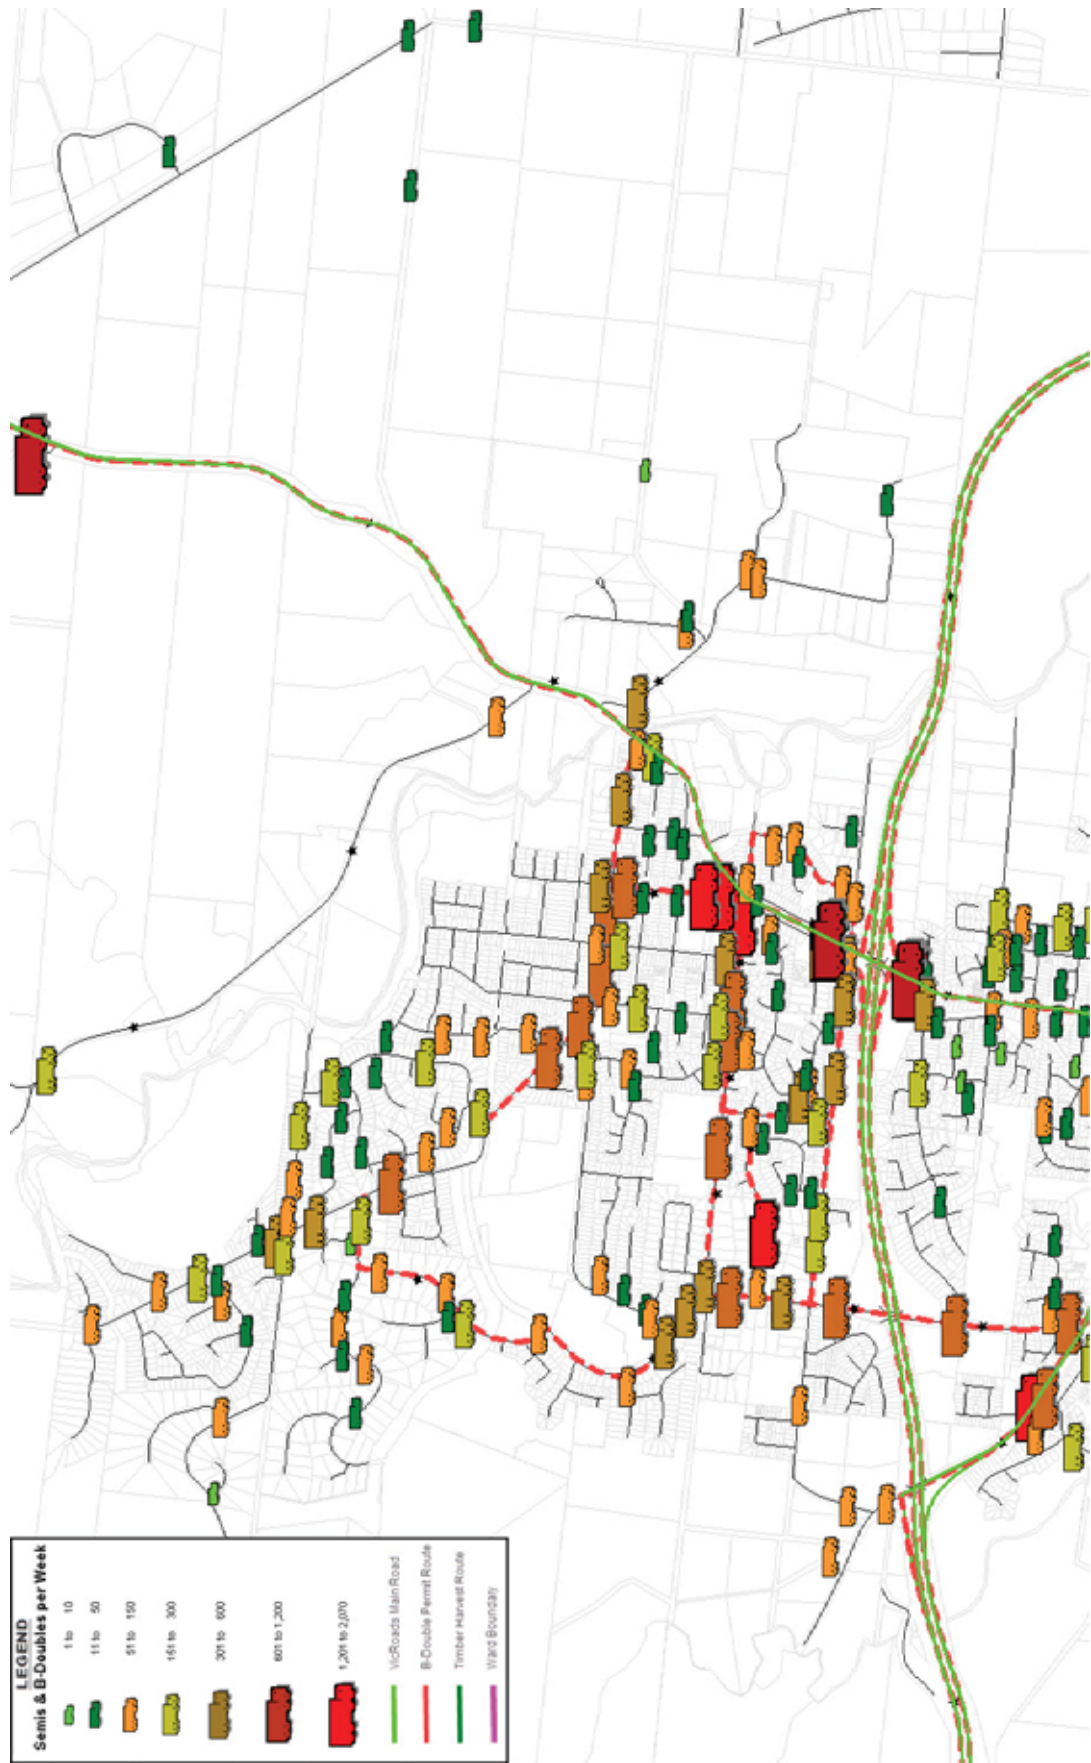 LEGEND
Semis & B-Doubles per Week
1 to 10
11 to 50
51 to 150
151 to 300
301 to 600
601 to 1,200
1,201 to 2,070
VicRoads Main Road
B-Double Permit Route
Timber Harvest Route
Ward Boundary